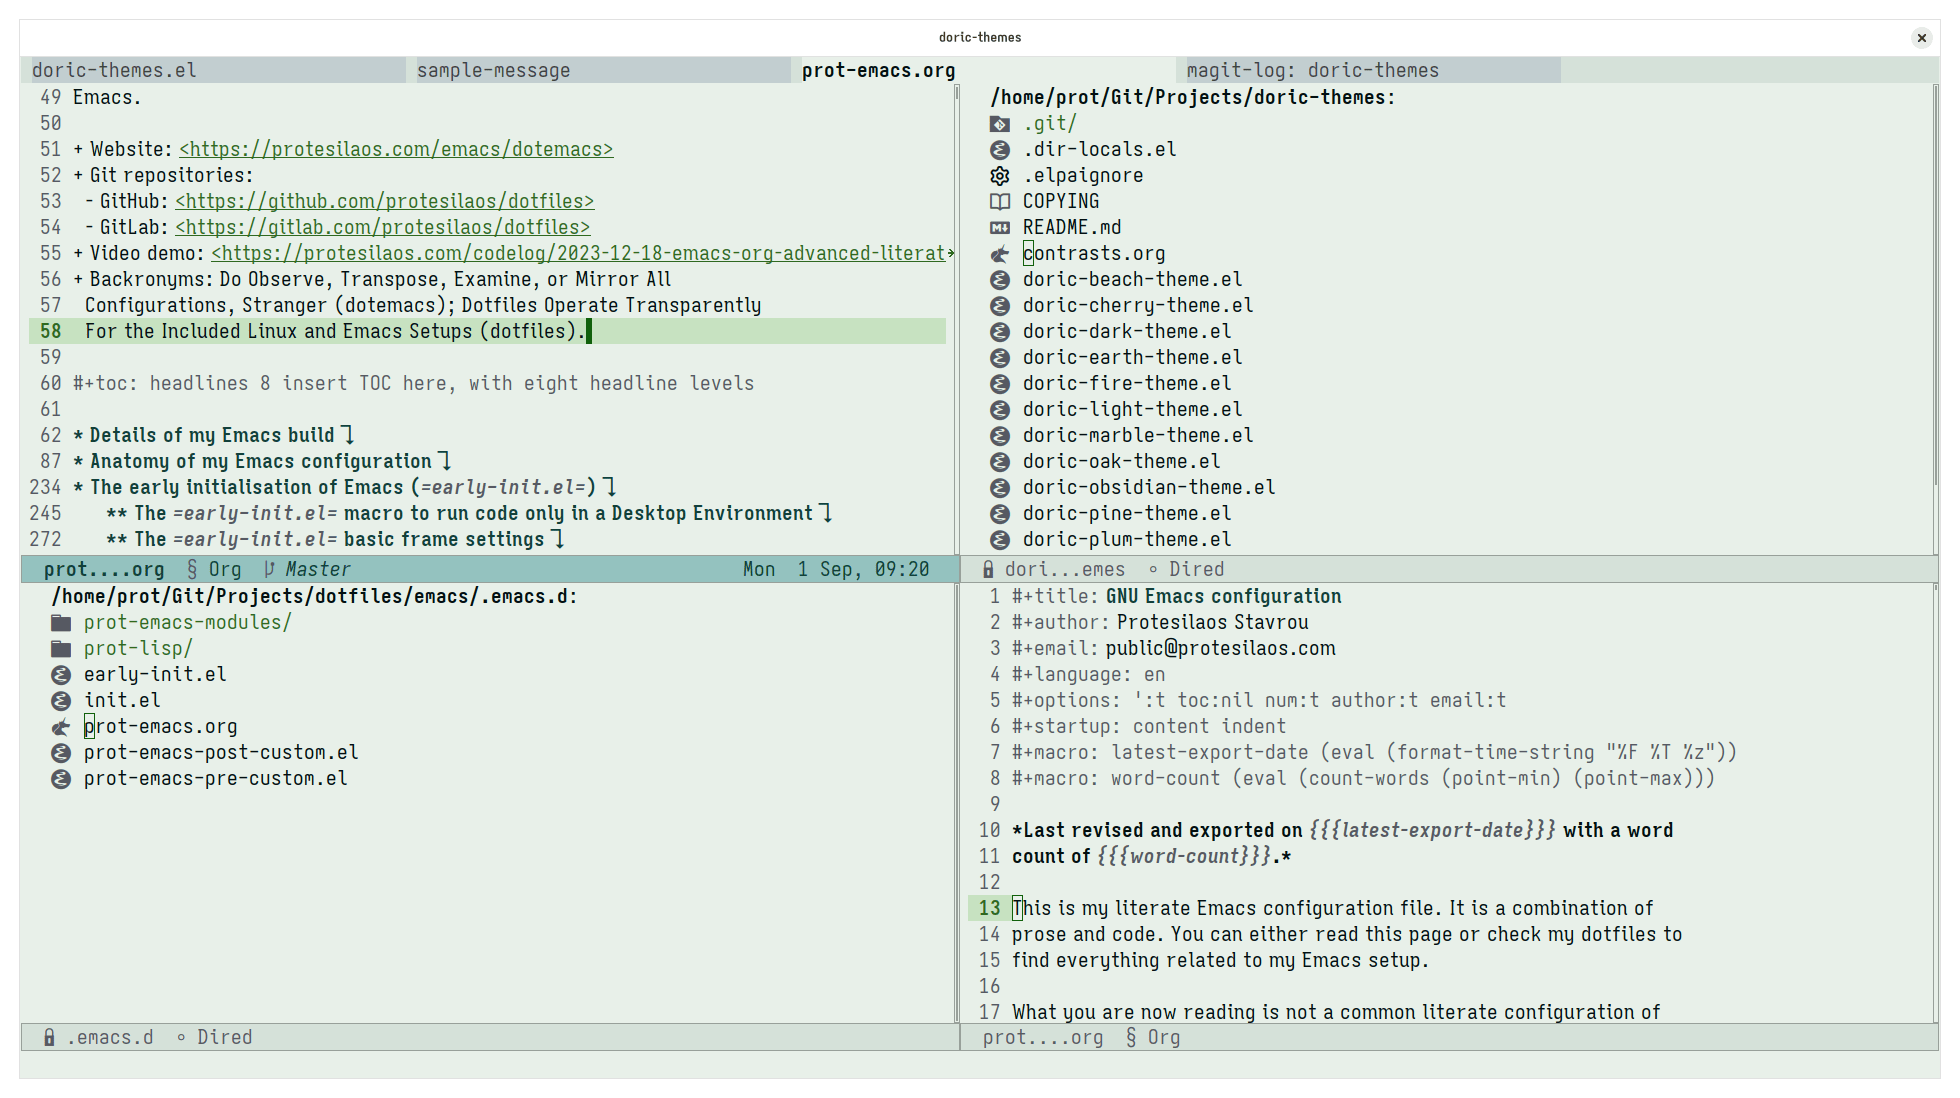 doric-themes
doric-themes.el
sample-message
prot-emacs.org
magit-log: doric-themes
49 Emacs.
50
51 + Website: <https://protesilaos.com/emacs/dotemacs>
52 + Git repositories:
53 - GitHub: <https://github.com/protesilaos/dotfiles>
54 - GitLab: <https://gitlab.com/protesilaos/dotfiles>
55 + Video demo: <https://protesilaos.com/codelog/2023-12-18-emacs-org-advanced-literat→
56 + Backronyms: Do Observe, Transpose, Examine, or Mirror All
57 Configurations, Stranger (dotemacs); Dotfiles Operate Transparently
58 For the Included Linux and Emacs Setups (dotfiles).
59
60 #+toc: headlines 8 insert TOC here, with eight headline levels
61
62 * Details of my Emacs build ⤵
87 * Anatomy of my Emacs configuration ⤵
234 * The early initialisation of Emacs (=early-init.el=) ⤵
245 ** The =early-init.el= macro to run code only in a Desktop Environment ⤵
272 ** The =early-init.el= basic frame settings ⤵
prot....org § Org Master Mon 1 Sep, 09:20
/home/prot/Git/Projects/doric-themes:
.git/
.dir-locals.el
.elpaignore
COPYING
README.md
contrasts.org
doric-beach-theme.el
doric-cherry-theme.el
doric-dark-theme.el
doric-earth-theme.el
doric-fire-theme.el
doric-light-theme.el
doric-marble-theme.el
doric-oak-theme.el
doric-obsidian-theme.el
doric-pine-theme.el
doric-plum-theme.el
dori...emes ∘ Dired
/home/prot/Git/Projects/dotfiles/emacs/.emacs.d:
prot-emacs-modules/
prot-lisp/
early-init.el
init.el
prot-emacs.org
prot-emacs-post-custom.el
prot-emacs-pre-custom.el
.emacs.d ∘ Dired
1 #+title: GNU Emacs configuration
2 #+author: Protesilaos Stavrou
3 #+email: public@protesilaos.com
4 #+language: en
5 #+options: ':t toc:nil num:t author:t email:t
6 #+startup: content indent
7 #+macro: latest-export-date (eval (format-time-string "%F %T %z"))
8 #+macro: word-count (eval (count-words (point-min) (point-max)))
9
10 *Last revised and exported on {{{latest-export-date}}} with a word
11 count of {{{word-count}}}.*
12
13 This is my literate Emacs configuration file. It is a combination of
14 prose and code. You can either read this page or check my dotfiles to
15 find everything related to my Emacs setup.
16
17 What you are now reading is not a common literate configuration of
prot....org § Org